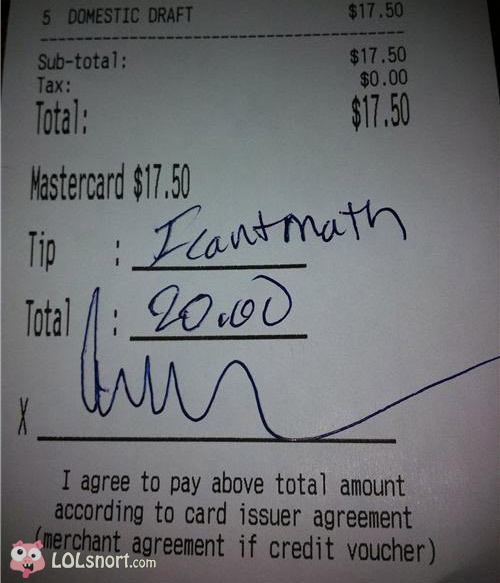 5 DOMESTIC DRAFT $17.50
Sub-total: $17.50
Tax: $0.00
Total: $17.50
Mastercard $17.50
Tip : I cant math
Total : 20.00
X
I agree to pay above total amount
according to card issuer agreement
(merchant agreement if credit voucher)
LOLsnort.com